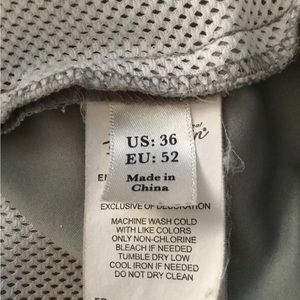 US: 36
EU: 52
Made in
China
EXCLUSIVE OF DECORATION
MACHINE WASH COLD
WITH LIKE COLORS
ONLY NON-CHLORINE
BLEACH IF NEEDED
TUMBLE DRY LOW
COOL IRON IF NEEDED
DO NOT DRY CLEAN